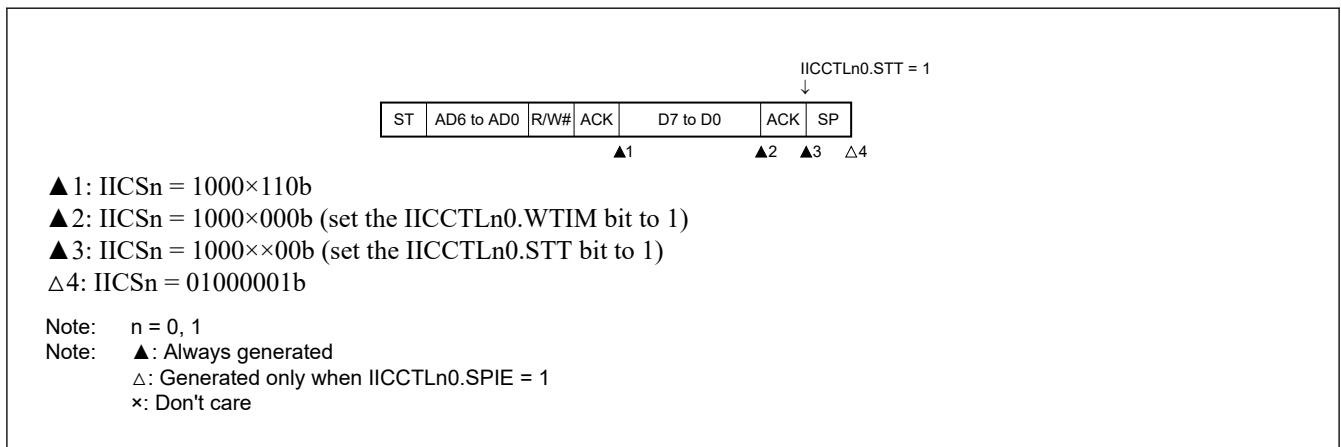 IICCTLn0.STT = 1
↓
ST AD6 to AD0 R/W# ACK D7 to D0 ACK SP
▲1 ▲2 ▲3 △4
▲1: IICSn = 1000×110b
▲2: IICSn = 1000×000b (set the IICCTLn0.WTIM bit to 1)
▲3: IICSn = 1000××00b (set the IICCTLn0.STT bit to 1)
△4: IICSn = 01000001b
Note: n = 0, 1
Note: ▲: Always generated
△: Generated only when IICCTLn0.SPIE = 1
×: Don't care